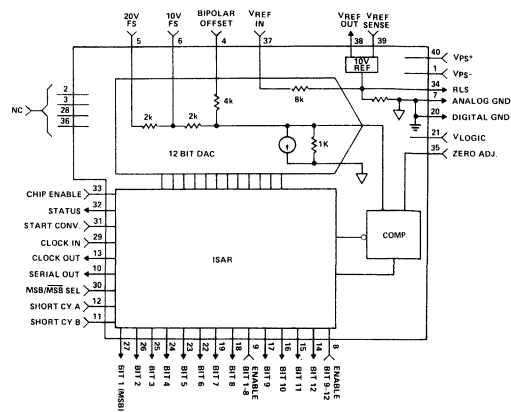 20V FS
10V FS
BIPOLAR OFFSET
VREF IN
VREF OUT
VREF SENSE
5
6
4
37
38
39
10V REF
40 VPS+
1 VPS-
34 RLS
7 ANALOG GND
20 DIGITAL GND
21 VLOGIC
35 ZERO ADJ.
NC
2
3
28
36
4k
8k
2k
2k
1K
12 BIT DAC
CHIP ENABLE 33
STATUS 32
START CONV. 31
CLOCK IN 29
CLOCK OUT 13
SERIAL OUT 10
MSB/MSB SEL 30
SHORT CY A 12
SHORT CY B 11
ISAR
COMP
27 BIT 1 (MSB)
26 BIT 2
25 BIT 3
24 BIT 4
23 BIT 5
22 BIT 6
19 BIT 7
18 BIT 8
9 ENABLE BIT 1-8
17 BIT 9
16 BIT 10
15 BIT 11
14 BIT 12
8 ENABLE BIT 9-12